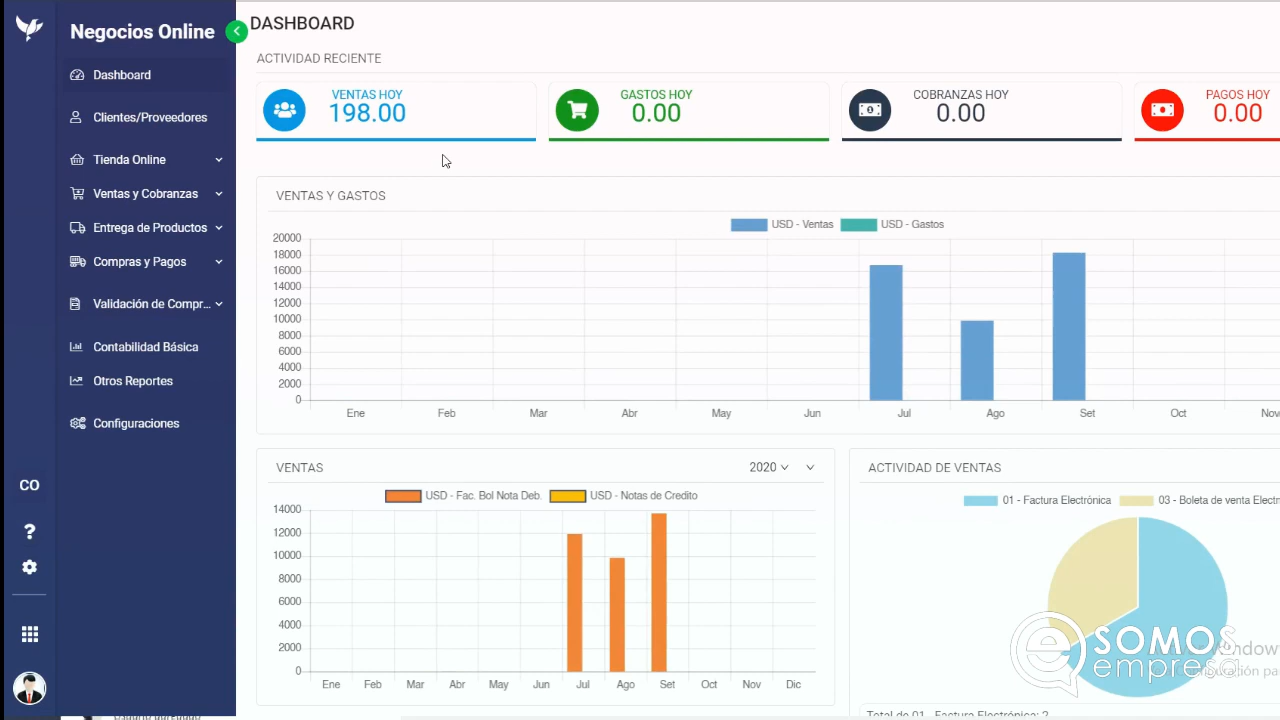 Negocios Online
Dashboard
Clientes/Proveedores
Tienda Online
Ventas y Cobranzas
Entrega de Productos
Compras y Pagos
Validación de Compr...
Contabilidad Básica
Otros Reportes
Configuraciones
CO
?
DASHBOARD
ACTIVIDAD RECIENTE
VENTAS HOY
198.00
GASTOS HOY
0.00
COBRANZAS HOY
0.00
PAGOS HOY
0.00
VENTAS Y GASTOS
USD - Ventas
USD - Gastos
20000
18000
16000
14000
12000
10000
8000
6000
4000
2000
0
Ene Feb Mar Abr May Jun Jul Ago Set Oct Nov
VENTAS
2020
USD - Fac. Bol Nota Deb.
USD - Notas de Credito
14000
12000
10000
8000
6000
4000
2000
0
Ene Feb Mar Abr May Jun Jul Ago Set Oct Nov Dic
ACTIVIDAD DE VENTAS
01 - Factura Electrónica
03 - Boleta de venta Electr
e SOMOS
empresa
Total de 01 - Factura Electrónica: 2